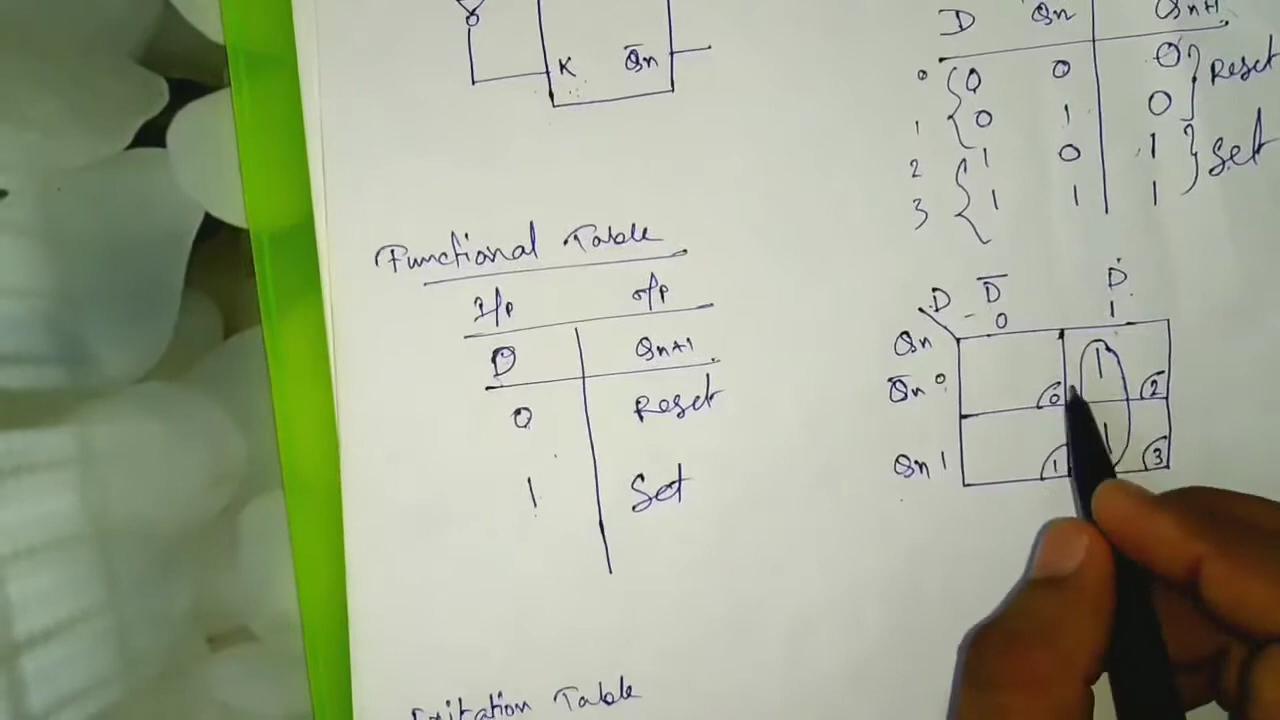 K Q̅n
D Qn Qn+1
0 0 0 0 Reset
1 0 1 0
2 1 0 1 Set
3 1 1 1
Functional Table
I/P O/P
D Qn+1
0 Reset
1 Set
D D̅ D
0 1
Qn
Q̅n 0 0 1 2
Qn 1 1 1 3
Exitation Table